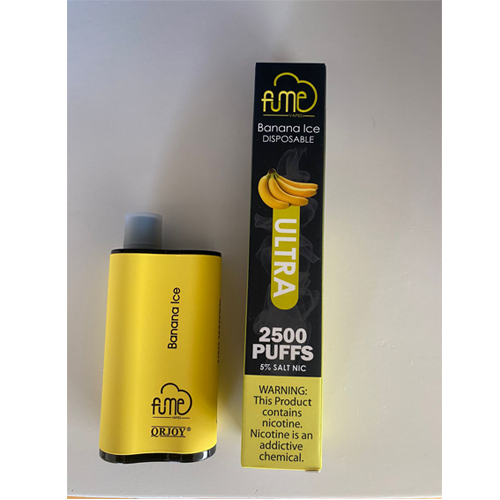 Banana Ice
fume
VAPES
QRJOY®
fume
VAPES
Banana Ice
DISPOSABLE
ULTRA
2500
PUFFS
5% SALT NIC
WARNING:
This Product
contains
nicotine.
Nicotine is an
addictive
chemical.